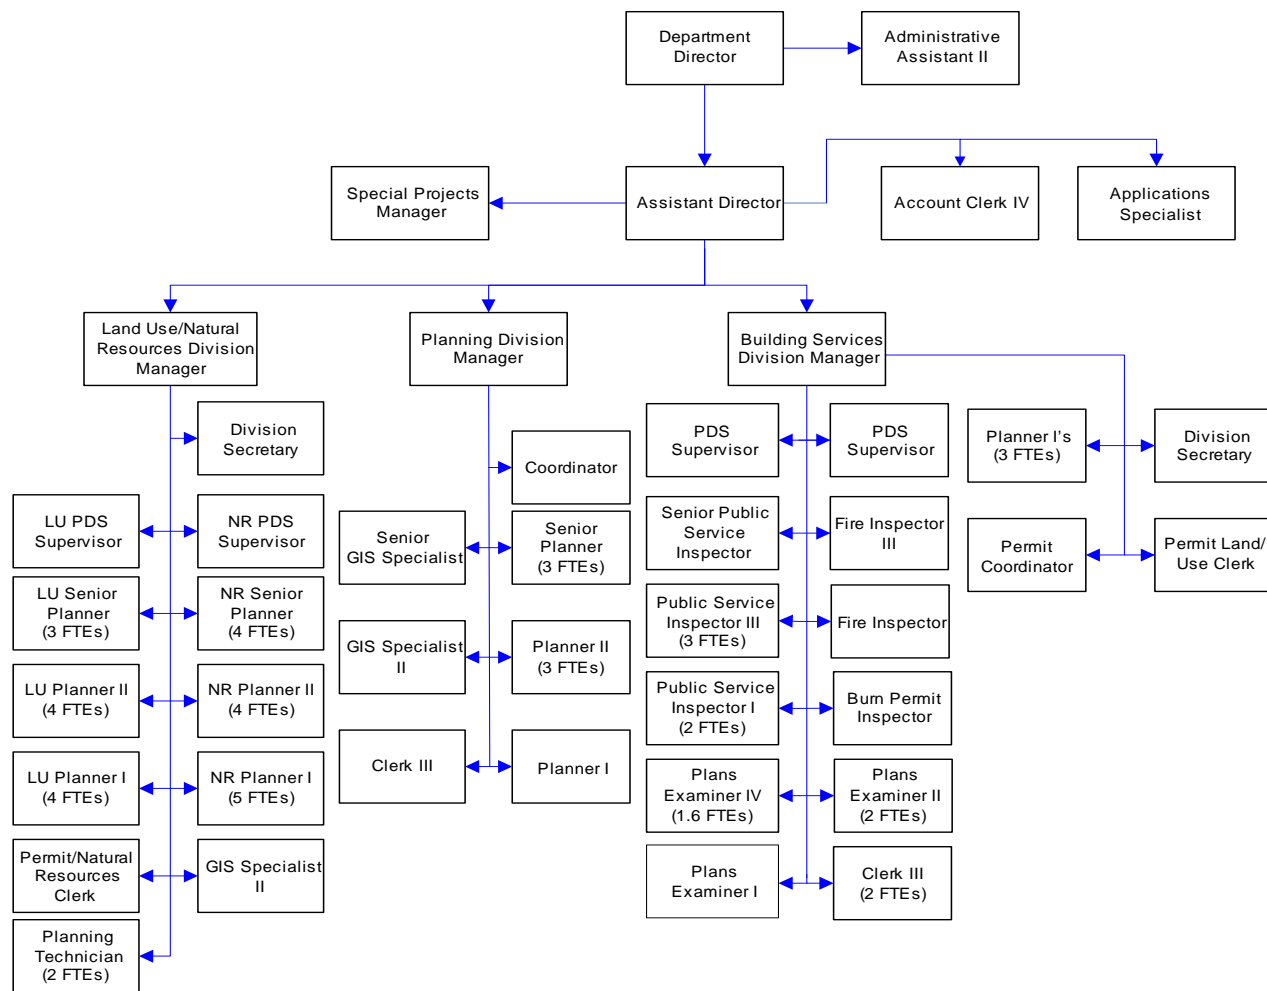 Department
Director
Administrative
Assistant II
Special Projects
Manager
Assistant Director
Account Clerk IV
Applications
Specialist
Land Use/Natural
Resources Division
Manager
Planning Division
Manager
Building Services
Division Manager
Division
Secretary
LU PDS
Supervisor
NR PDS
Supervisor
LU Senior
Planner
(3 FTEs)
NR Senior
Planner
(4 FTEs)
LU Planner II
(4 FTEs)
NR Planner II
(4 FTEs)
LU Planner I
(4 FTEs)
NR Planner I
(5 FTEs)
Permit/Natural
Resources
Clerk
GIS Specialist
II
Planning
Technician
(2 FTEs)
Coordinator
Senior
GIS Specialist
Senior
Planner
(3 FTEs)
GIS Specialist
II
Planner II
(3 FTEs)
Clerk III
Planner I
PDS
Supervisor
PDS
Supervisor
Senior Public
Service
Inspector
Fire Inspector
III
Public Service
Inspector III
(3 FTEs)
Fire Inspector
Public Service
Inspector I
(2 FTEs)
Burn Permit
Inspector
Plans
Examiner IV
(1.6 FTEs)
Plans
Examiner II
(2 FTEs)
Plans
Examiner I
Clerk III
(2 FTEs)
Planner I's
(3 FTEs)
Division
Secretary
Permit
Coordinator
Permit Land/
Use Clerk